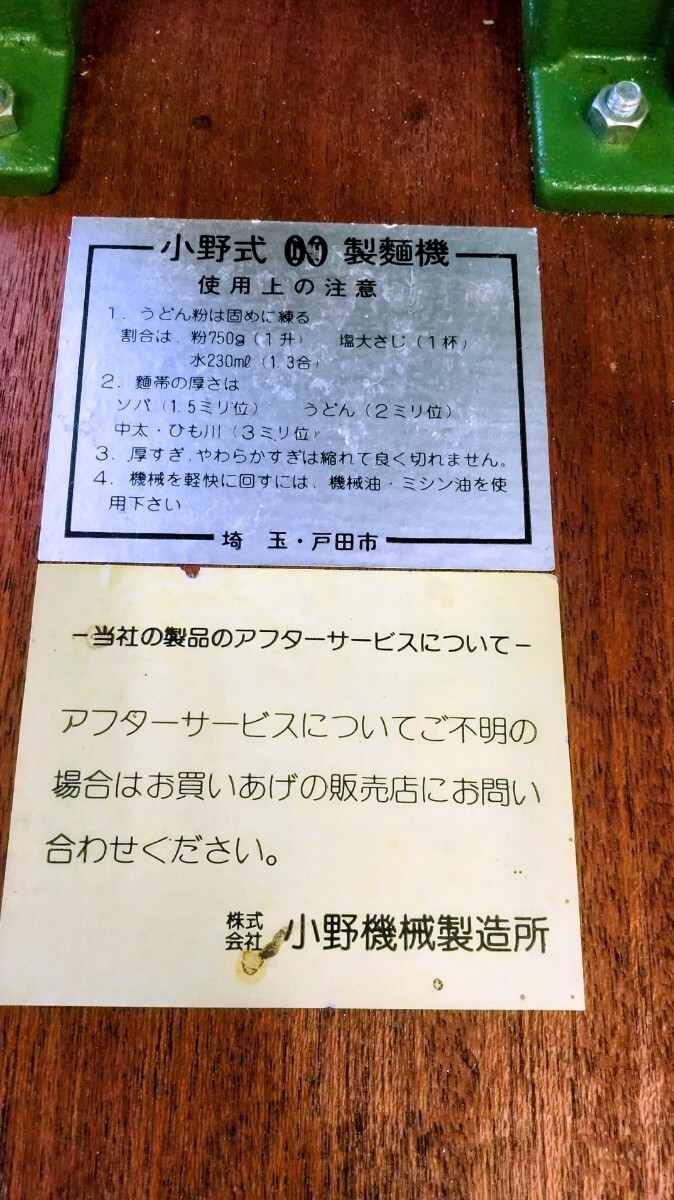 小野式 製麺機
使用上の注意
1. うどん粉は固めに練る
割合は、粉750g(1升) 塩大さじ(1杯)
水230ml(1.3合)
2. 麺帯の厚さは
ソバ(1.5ミリ位) うどん(2ミリ位)
中太・ひも川(3ミリ位)
3. 厚すぎ、やわらかすぎは縮れて良く切れません。
4. 機械を軽快に回すには、機械油・ミシン油を使
用下さい
埼 玉・戸田市
-当社の製品のアフターサービスについて-
アフターサービスについてご不明の
場合はお買いあげの販売店にお問い
合わせください。
株式会社 小野機械製造所